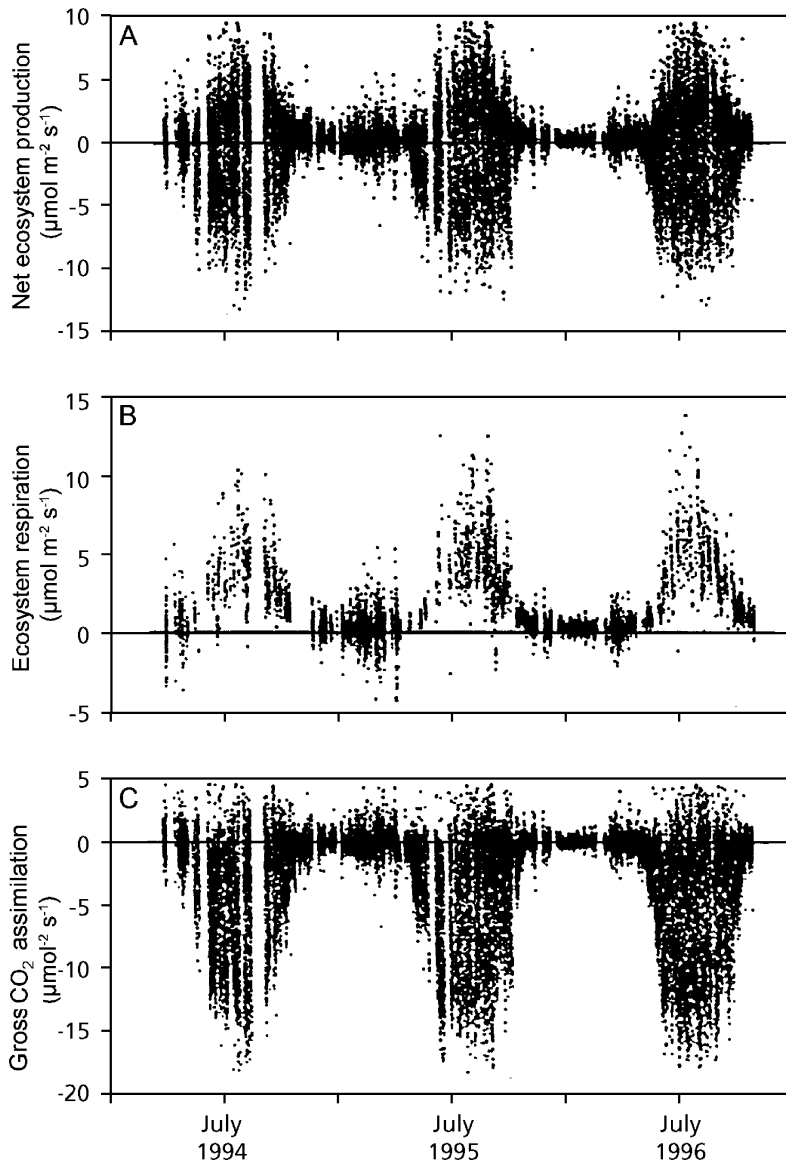 A
Net ecosystem production
(µmol m⁻² s⁻¹)
10
5
0
-5
-10
-15
B
Ecosystem respiration
(µmol m⁻² s⁻¹)
15
10
5
0
-5
C
Gross CO₂ assimilation
(µmol⁻² s⁻¹)
5
0
-5
-10
-15
-20
July July July
1994 1995 1996